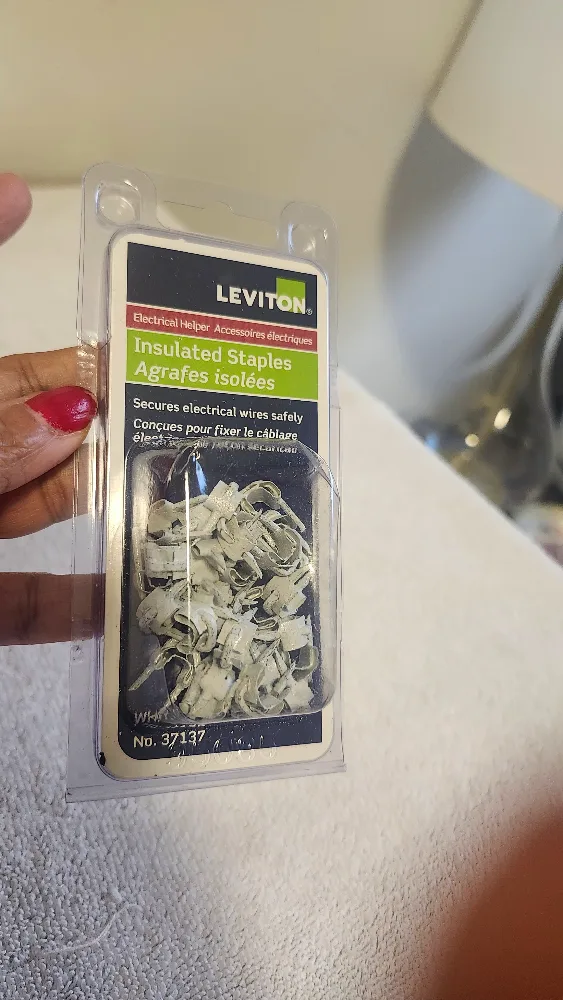 LEVITON®
Electrical Helper Accessoires électriques
Insulated Staples
Agrafes isolées
Secures electrical wires safely
Conçues pour fixer le câblage
No. 37137